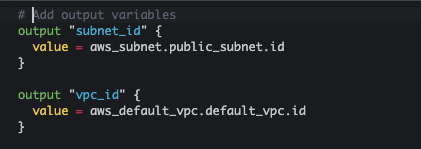 # Add output variables
output "subnet_id" {
  value = aws_subnet.public_subnet.id
}

output "vpc_id" {
  value = aws_default_vpc.default_vpc.id
}